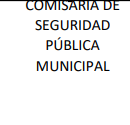 COMISARÍA DE
SEGURIDAD
PÚBLICA
MUNICIPAL